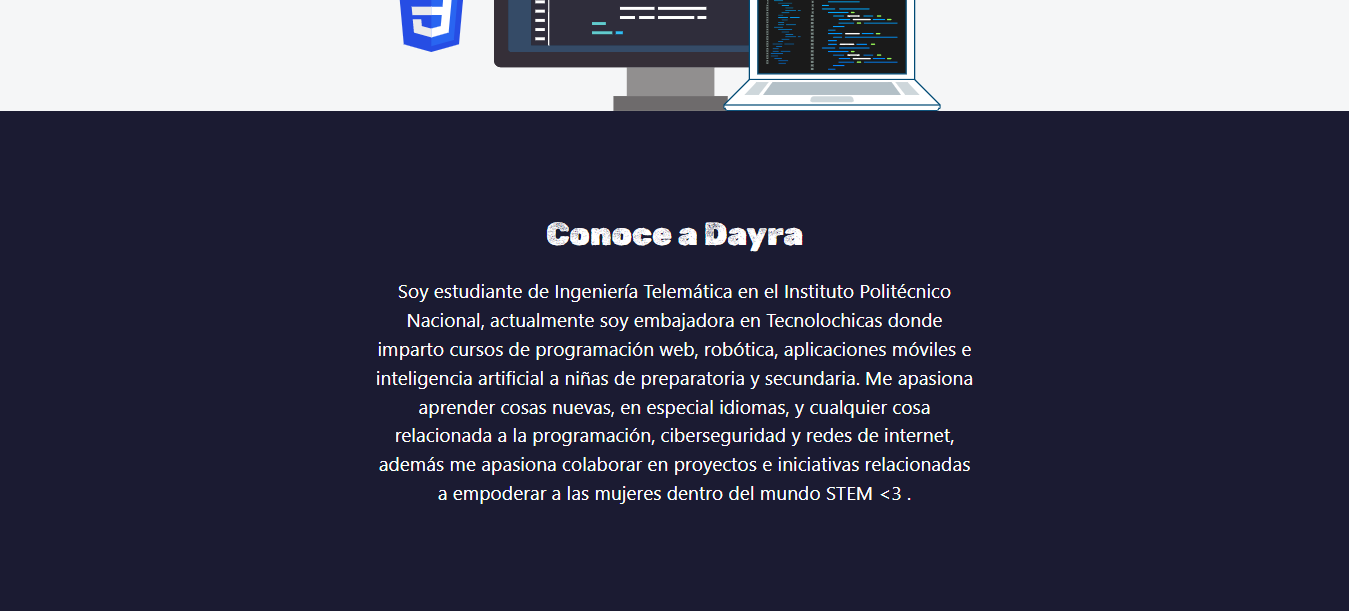 Conoce a Dayra
Soy estudiante de Ingeniería Telemática en el Instituto Politécnico
Nacional, actualmente soy embajadora en Tecnolochicas donde
imparto cursos de programación web, robótica, aplicaciones móviles e
inteligencia artificial a niñas de preparatoria y secundaria. Me apasiona
aprender cosas nuevas, en especial idiomas, y cualquier cosa
relacionada a la programación, ciberseguridad y redes de internet,
además me apasiona colaborar en proyectos e iniciativas relacionadas
a empoderar a las mujeres dentro del mundo STEM <3 .